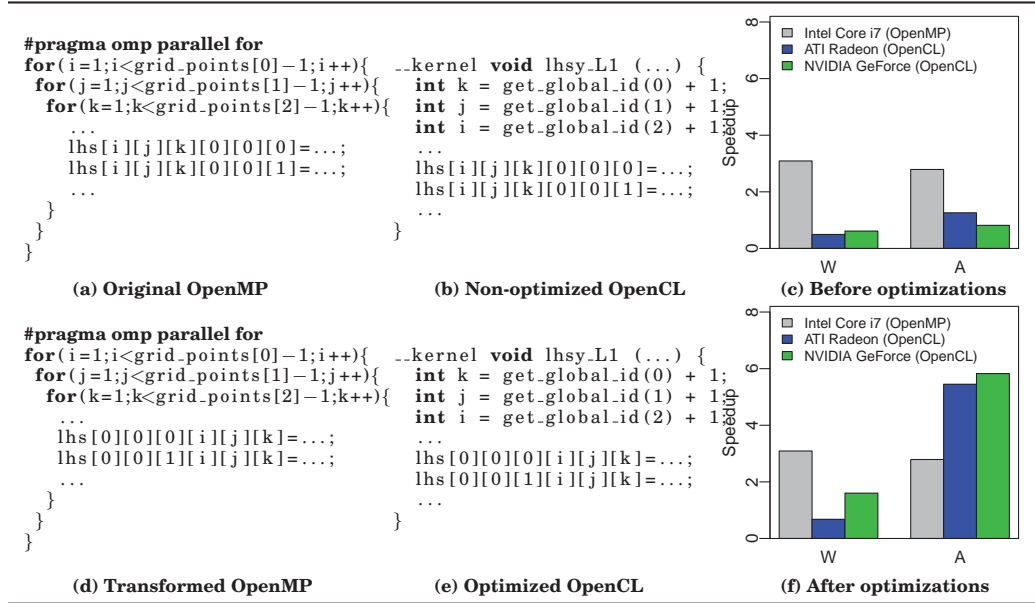 #pragma omp parallel for
for(i=1;i<grid_points[0]-1;i++){
for(j=1;j<grid_points[1]-1;j++){
for(k=1;k<grid_points[2]-1;k++){
...
lhs[i][j][k][0][0][0]=...;
lhs[i][j][k][0][0][1]=...;
...
}
}
}
(a) Original OpenMP
__kernel void lhsy_L1 (...) {
int k = get_global_id(0) + 1;
int j = get_global_id(1) + 1;
int i = get_global_id(2) + 1;
...
lhs[i][j][k][0][0][0]=...;
lhs[i][j][k][0][0][1]=...;
...
}
(b) Non-optimized OpenCL
Intel Core i7 (OpenMP)
ATI Radeon (OpenCL)
NVIDIA GeForce (OpenCL)
Speedup
8
6
4
2
0
W A
(c) Before optimizations
#pragma omp parallel for
for(i=1;i<grid_points[0]-1;i++){
for(j=1;j<grid_points[1]-1;j++){
for(k=1;k<grid_points[2]-1;k++){
...
lhs[0][0][0][i][j][k]=...;
lhs[0][0][1][i][j][k]=...;
...
}
}
}
(d) Transformed OpenMP
__kernel void lhsy_L1 (...) {
int k = get_global_id(0) + 1;
int j = get_global_id(1) + 1;
int i = get_global_id(2) + 1;
...
lhs[0][0][0][i][j][k]=...;
lhs[0][0][1][i][j][k]=...;
...
}
(e) Optimized OpenCL
Intel Core i7 (OpenMP)
ATI Radeon (OpenCL)
NVIDIA GeForce (OpenCL)
Speedup
8
6
4
2
0
W A
(f) After optimizations